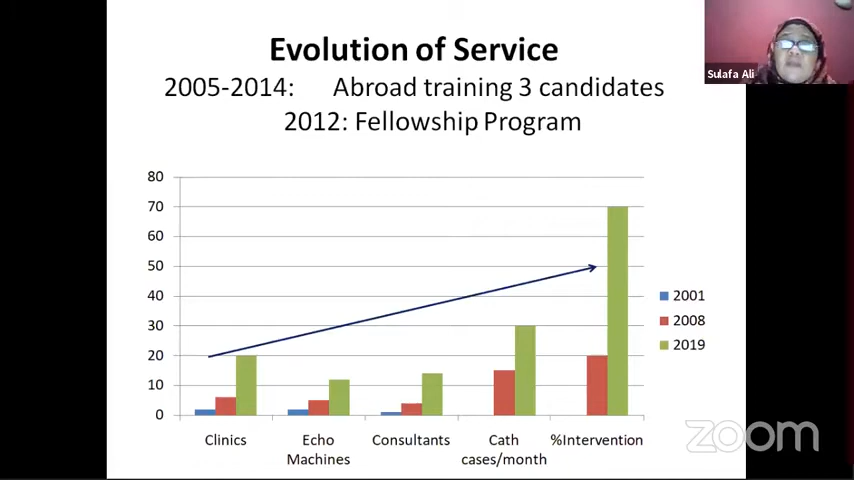 Evolution of Service
2005-2014: Abroad training 3 candidates
2012: Fellowship Program
Sulafa Ali
80
70
60
50
40
30
20
10
0
Clinics
Echo
Machines
Consultants
Cath
cases/month
%Intervention
2001
2008
2019
zoom